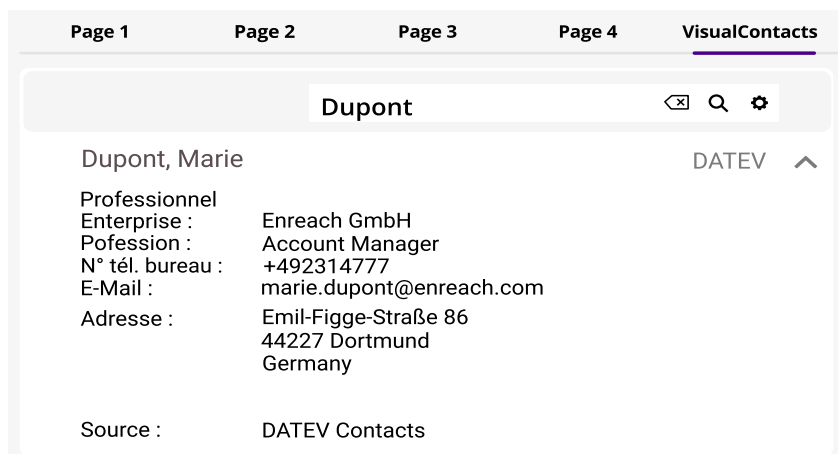 Page 1 Page 2 Page 3 Page 4 VisualContacts
Dupont
Dupont, Marie DATEV
Professionnel
Enterprise : Enreach GmbH
Pofession : Account Manager
N° tél. bureau : +492314777
E-Mail : marie.dupont@enreach.com
Adresse : Emil-Figge-Straße 86
44227 Dortmund
Germany
Source : DATEV Contacts